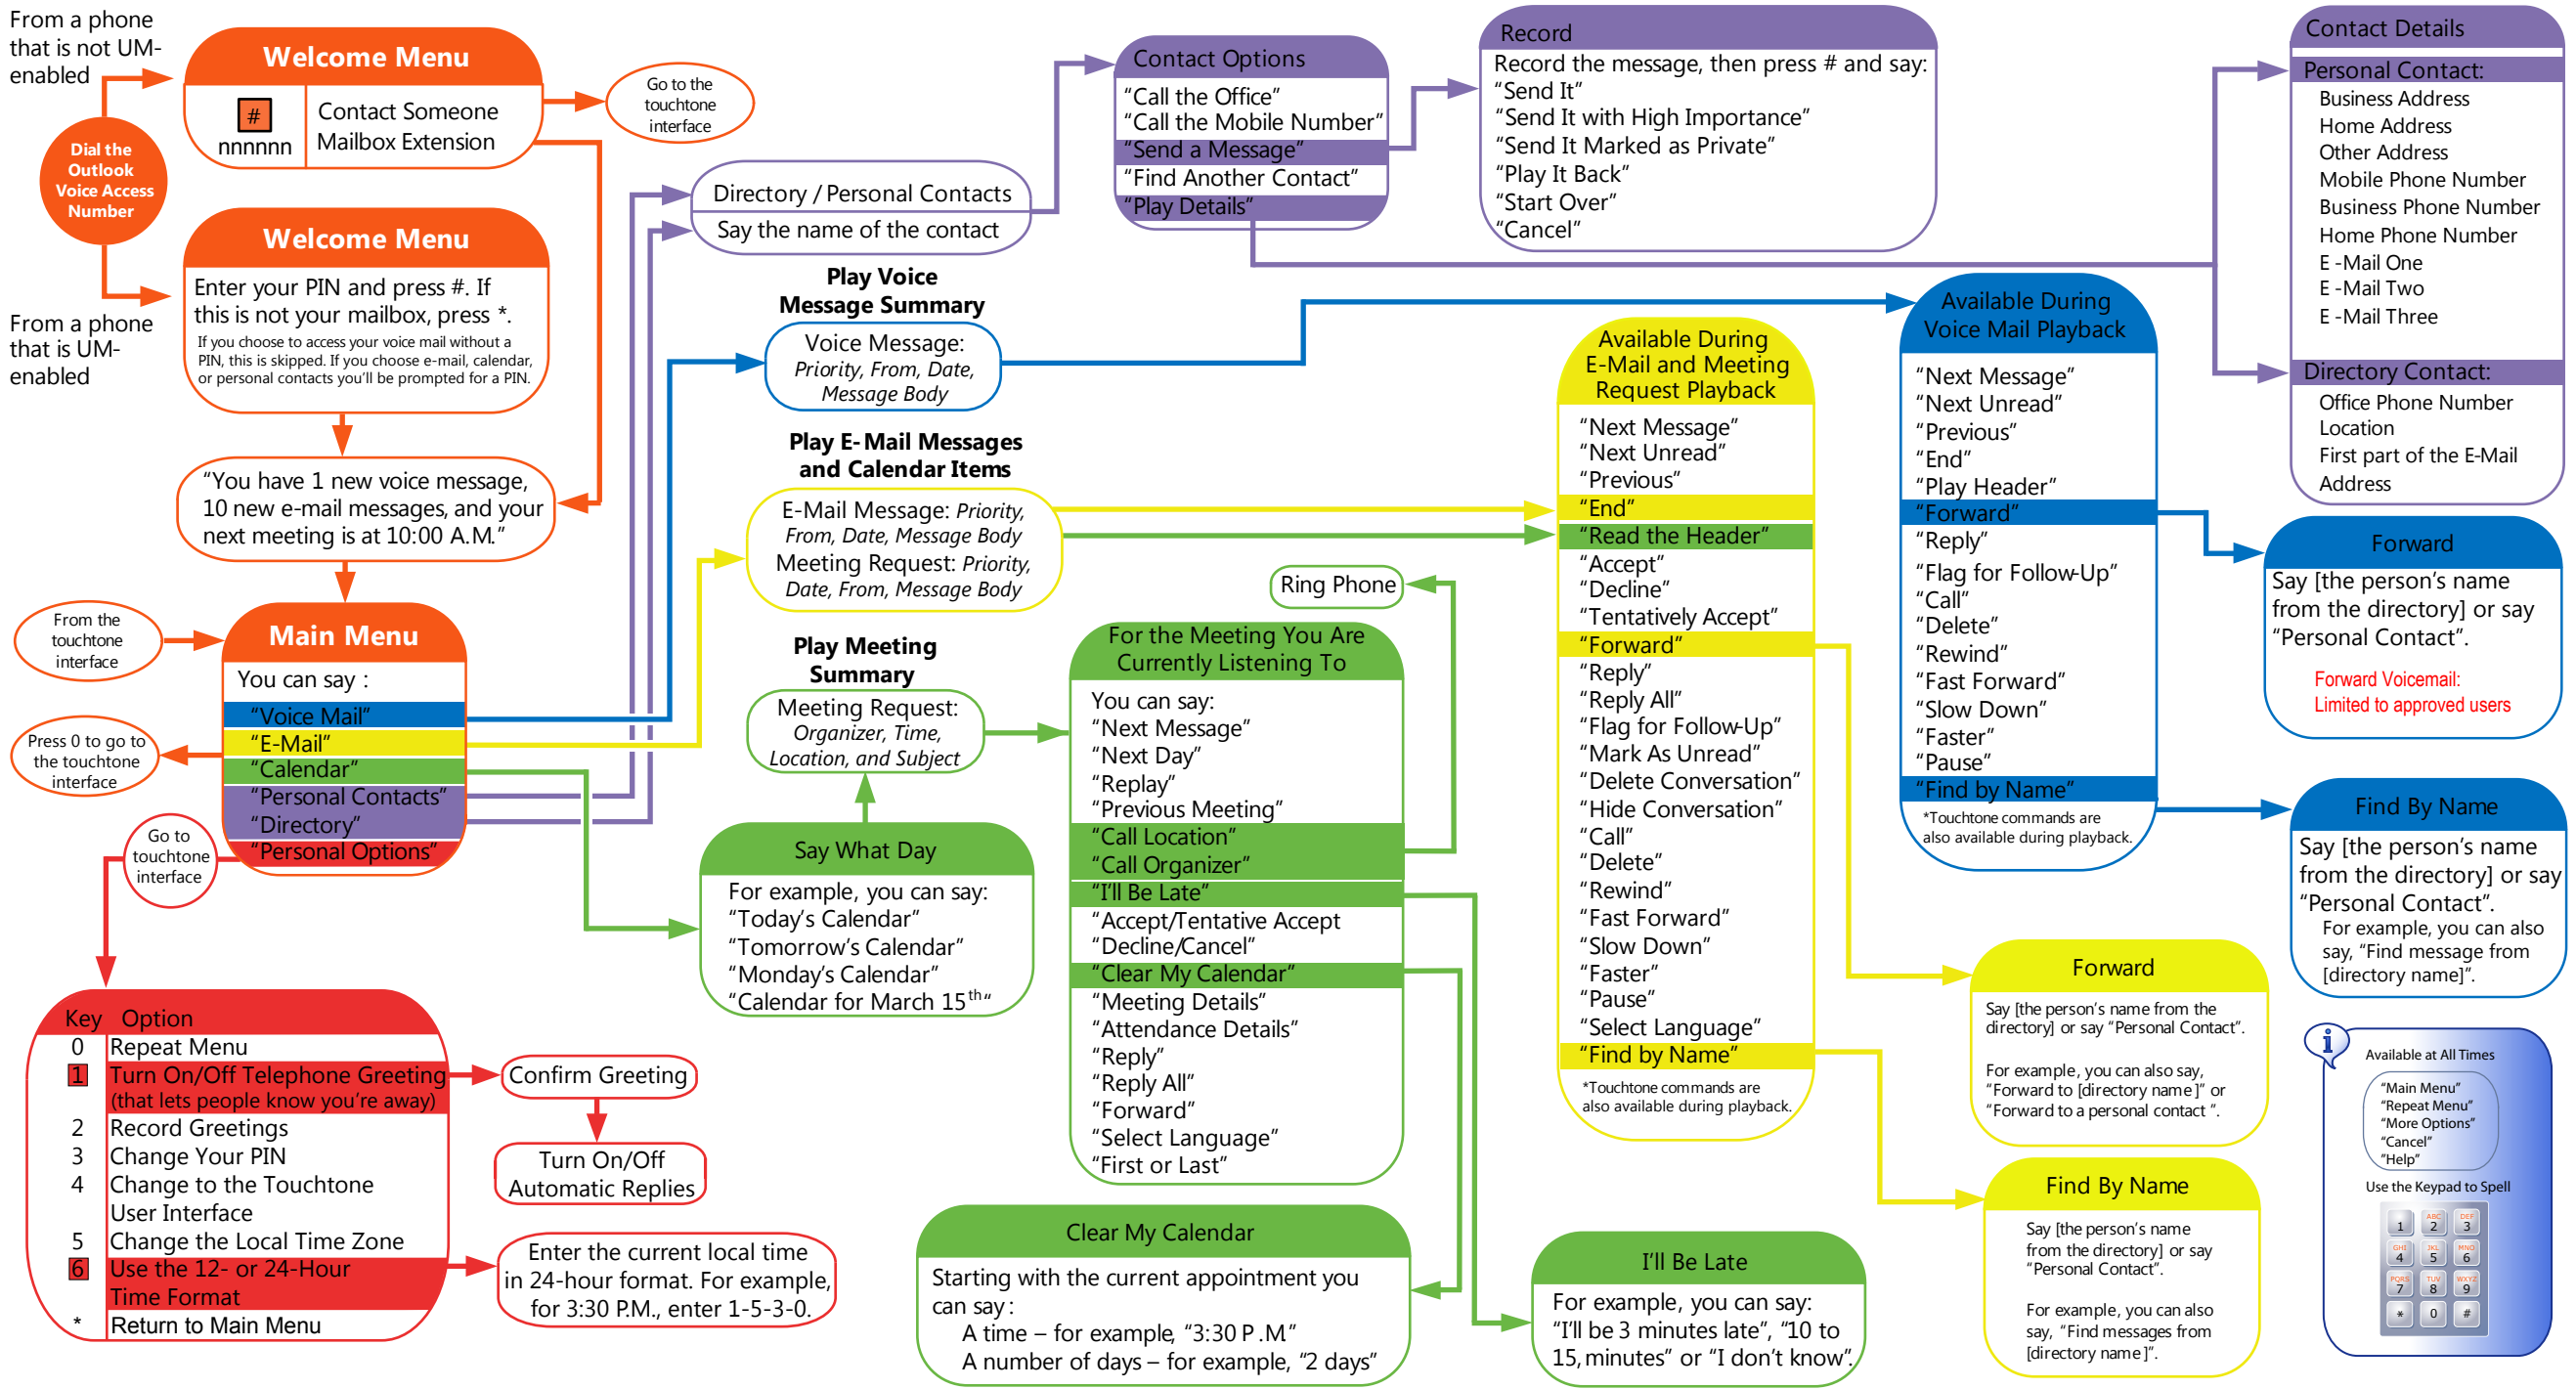 From a phone
that is not UM-
enabled
Welcome Menu
#
Contact Someone
nnnnnn
Mailbox Extension
Go to the
touchtone
interface
Dial the
Outlook
Voice Access
Number
Welcome Menu
Enter your PIN and press #. If
this is not your mailbox, press *.
If you choose to access your voice mail without a
PIN, this is skipped. If you choose e-mail, calendar,
or personal contacts you’ll be prompted for a PIN.
From a phone
that is UM-
enabled
“You have 1 new voice message,
10 new e-mail messages, and your
next meeting is at 10:00 A.M.”
From the
touchtone
interface
Main Menu
You can say :
“Voice Mail”
“E-Mail”
“Calendar”
“Personal Contacts”
“Directory”
“Personal Options”
Press 0 to go to
the touchtone
interface
Go to
touchtone
interface
Key Option
0 Repeat Menu
1 Turn On/Off Telephone Greeting
(that lets people know you’re away)
2 Record Greetings
3 Change Your PIN
4 Change to the Touchtone
User Interface
5 Change the Local Time Zone
6 Use the 12- or 24-Hour
Time Format
* Return to Main Menu
Confirm Greeting
Turn On/Off
Automatic Replies
Enter the current local time
in 24-hour format. For example,
for 3:30 P.M., enter 1-5-3-0.
Directory / Personal Contacts
Say the name of the contact
Play Voice
Message Summary
Voice Message:
Priority, From, Date,
Message Body
Play E-Mail Messages
and Calendar Items
E-Mail Message: Priority,
From, Date, Message Body
Meeting Request: Priority,
Date, From, Message Body
Play Meeting
Summary
Meeting Request:
Organizer, Time,
Location, and Subject
Say What Day
For example, you can say:
“Today’s Calendar”
“Tomorrow’s Calendar”
“Monday’s Calendar”
“Calendar for March 15th“
Contact Options
“Call the Office”
“Call the Mobile Number”
“Send a Message”
“Find Another Contact”
“Play Details”
Record
Record the message, then press # and say:
“Send It”
“Send It with High Importance”
“Send It Marked as Private”
“Play It Back”
“Start Over”
“Cancel”
Ring Phone
For the Meeting You Are
Currently Listening To
You can say:
“Next Message”
“Next Day”
“Replay”
“Previous Meeting”
“Call Location”
“Call Organizer”
“I’ll Be Late”
“Accept/Tentative Accept
“Decline/Cancel”
“Clear My Calendar”
“Meeting Details”
“Attendance Details”
“Reply”
“Reply All”
“Forward”
“Select Language”
“First or Last”
Clear My Calendar
Starting with the current appointment you
can say :
A time – for example, “3:30 P.M.”
A number of days – for example, “2 days”
I’ll Be Late
For example, you can say:
“I’ll be 3 minutes late”, “10 to
15, minutes” or “I don’t know”.
Available During
E-Mail and Meeting
Request Playback
“Next Message”
“Next Unread”
“Previous”
“End”
“Read the Header”
“Accept”
“Decline”
“Tentatively Accept”
“Forward”
“Reply”
“Reply All”
“Flag for Follow-Up”
“Mark As Unread”
“Delete Conversation”
“Hide Conversation”
“Call”
“Delete”
“Rewind”
“Fast Forward”
“Slow Down”
“Faster”
“Pause”
“Select Language”
“Find by Name”
*Touchtone commands are
also available during playback.
Available During
Voice Mail Playback
“Next Message”
“Next Unread”
“Previous”
“End”
“Play Header”
“Forward”
“Reply”
“Flag for Follow-Up”
“Call”
“Delete”
“Rewind”
“Fast Forward”
“Slow Down”
“Faster”
“Pause”
“Find by Name”
*Touchtone commands are
also available during playback.
Contact Details
Personal Contact:
Business Address
Home Address
Other Address
Mobile Phone Number
Business Phone Number
Home Phone Number
E -Mail One
E -Mail Two
E -Mail Three
Directory Contact:
Office Phone Number
Location
First part of the E-Mail
Address
Forward
Say [the person’s name
from the directory] or say
“Personal Contact”.
Forward Voicemail:
Limited to approved users
Find By Name
Say [the person’s name
from the directory] or say
“Personal Contact”.
For example, you can also
say, “Find message from
[directory name]”.
Forward
Say [the person’s name from the
directory] or say “Personal Contact”.
For example, you can also say,
“Forward to [directory name]” or
“Forward to a personal contact “.
Find By Name
Say [the person’s name
from the directory] or say
“Personal Contact”.
For example, you can also
say, “Find messages from
[directory name]”.
i
Available at All Times
“Main Menu”
“Repeat Menu”
“More Options”
“Cancel”
“Help”
Use the Keypad to Spell
1 ABC 2 DEF 3
GHI 4 JKL 5 MNO 6
PQRS 7 TUV 8 WXYZ 9
* 0 #